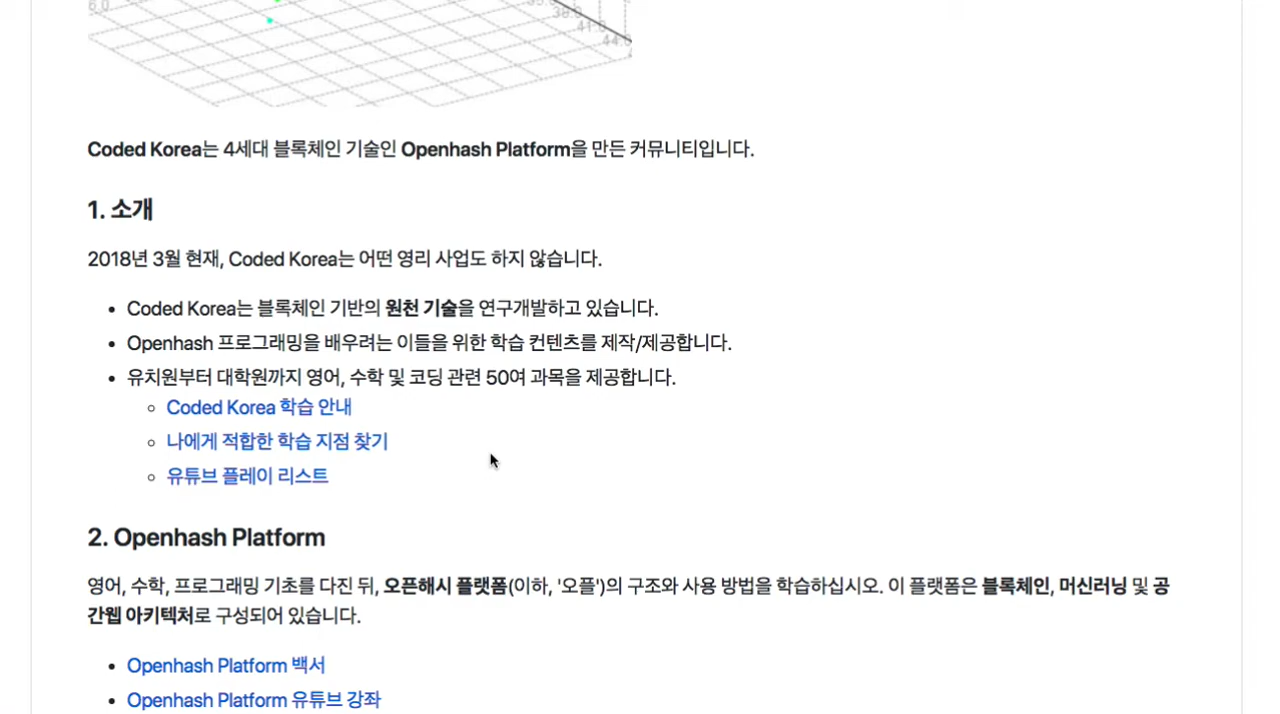 6.0
38.0
41.0
44.0
Coded Korea는 4세대 블록체인 기술인 Openhash Platform을 만든 커뮤니티입니다.
1. 소개
2018년 3월 현재, Coded Korea는 어떤 영리 사업도 하지 않습니다.
Coded Korea는 블록체인 기반의 원천 기술을 연구개발하고 있습니다.
Openhash 프로그래밍을 배우려는 이들을 위한 학습 컨텐츠를 제작/제공합니다.
유치원부터 대학원까지 영어, 수학 및 코딩 관련 50여 과목을 제공합니다.
Coded Korea 학습 안내
나에게 적합한 학습 지점 찾기
유튜브 플레이 리스트
2. Openhash Platform
영어, 수학, 프로그래밍 기초를 다진 뒤, 오픈해시 플랫폼(이하, '오플')의 구조와 사용 방법을 학습하십시오. 이 플랫폼은 블록체인, 머신러닝 및 공
간웹 아키텍처로 구성되어 있습니다.
Openhash Platform 백서
Openhash Platform 유튜브 강좌